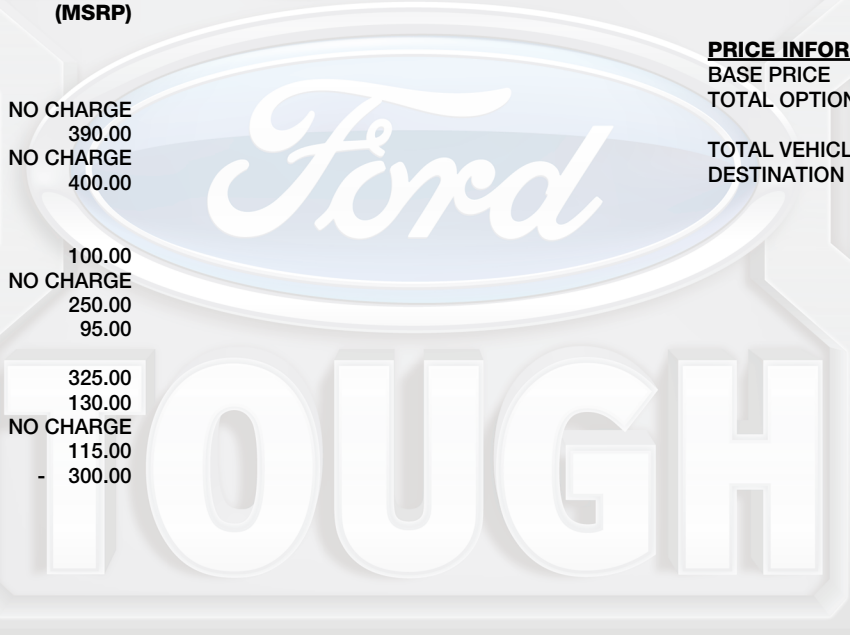 (MSRP)
NO CHARGE
390.00
NO CHARGE
400.00
100.00
NO CHARGE
250.00
95.00
325.00
130.00
NO CHARGE
115.00
- 300.00
PRICE INFOR
BASE PRICE
TOTAL OPTION
TOTAL VEHICL
DESTINATION
Ford
TOUGH